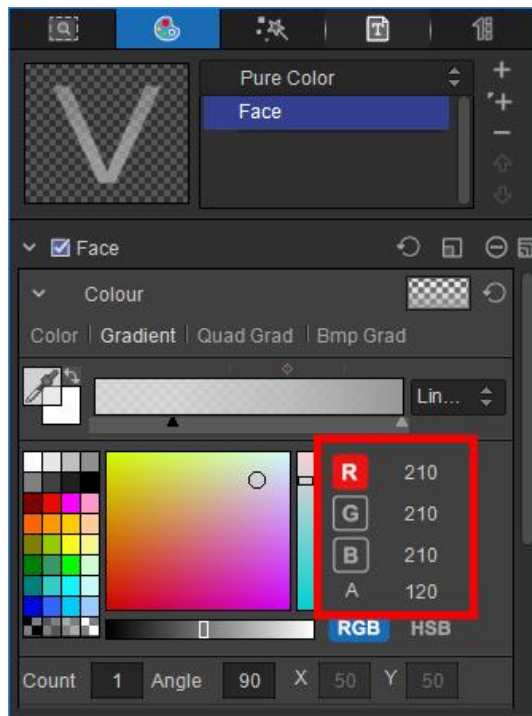 T
V
Pure Color
Face
Face
Colour
Color | Gradient | Quad Grad | Bmp Grad
Lin...
R 210
G 210
B 210
A 120
RGB HSB
Count 1 Angle 90 X 50 Y 50